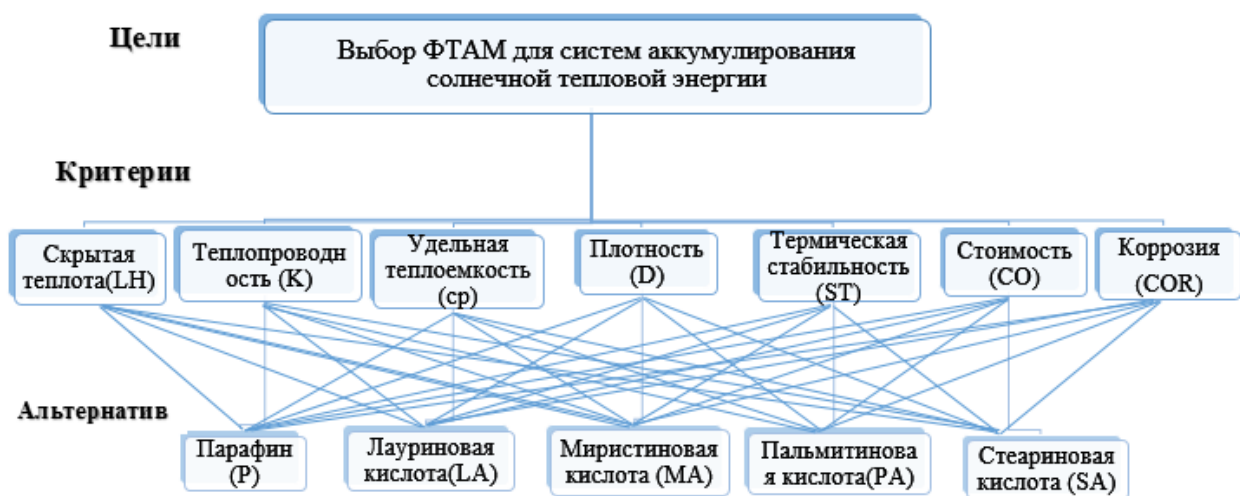 Цели
Выбор ФТАМ для систем аккумулирования
солнечной тепловой энергии
Критерии
Скрытая
теплота(LH)
Теплопроводн
ость (K)
Удельная
теплоемкость
(ср)
Плотность
(D)
Термическая
стабильность
(ST)
Стоимость
(CO)
Коррозия
(COR)
Альтернатив
Парафин
(P)
Лауриновая
кислота(LA)
Миристиновая
кислота (MA)
Пальмитинова
я кислота(PA)
Стеариновая
кислота (SA)